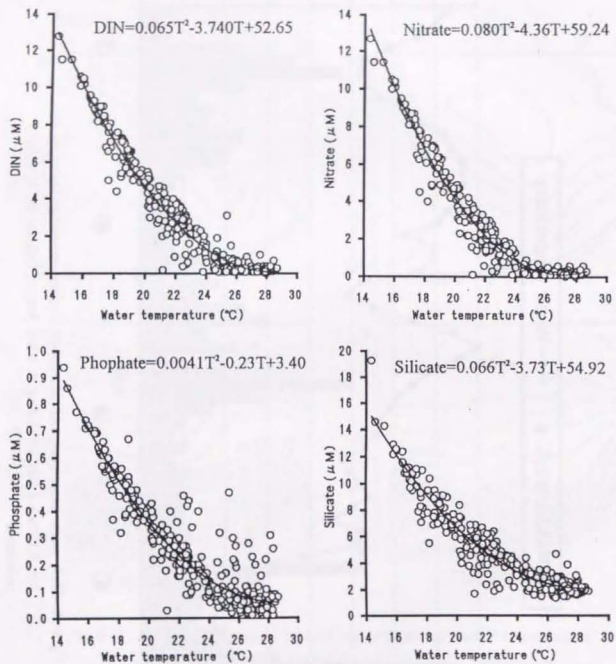 DIN=0.065T²-3.740T+52.65
14
12
10
8
6
4
2
0
DIN(μM)
14 16 18 20 22 24 26 28 30
Water temperature(℃)
Nitrate=0.080T²-4.36T+59.24
14
12
10
8
6
4
2
0
Nitrate(μM)
14 16 18 20 22 24 26 28 30
Water temperature(℃)
Phophate=0.0041T²-0.23T+3.40
1.0
0.9
0.8
0.7
0.6
0.5
0.4
0.3
0.2
0.1
0.0
Phosphate(μM)
14 16 18 20 22 24 26 28 30
Water temperature (℃)
Silicate=0.066T²-3.73T+54.92
20
18
16
14
12
10
8
6
4
2
0
Silicate(μM)
14 16 18 20 22 24 26 28 30
Water temperature(℃)